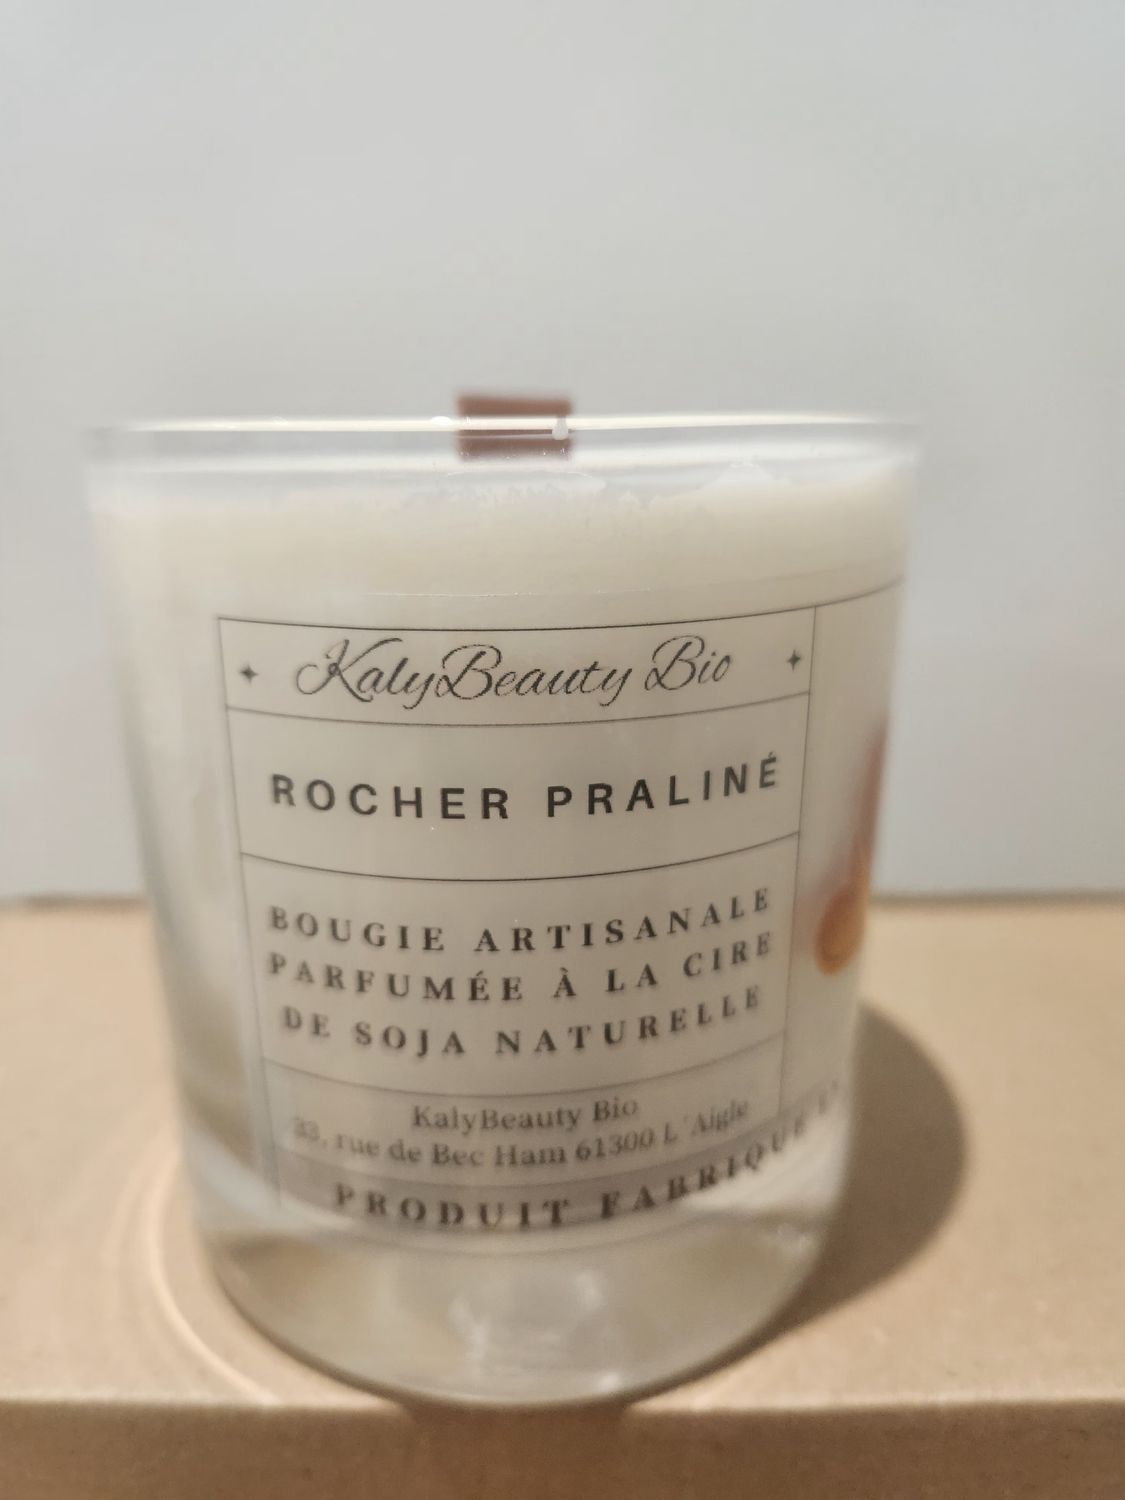 KalyBeauty Bio
ROCHER PRALINÉ
BOUGIE ARTISANALE
PARFUMÉE À LA CIRE
DE SOJA NATURELLE
KalyBeauty Bio
33, rue de Bec Ham 61300 L'Aigle
PRODUIT FABRIQUÉ